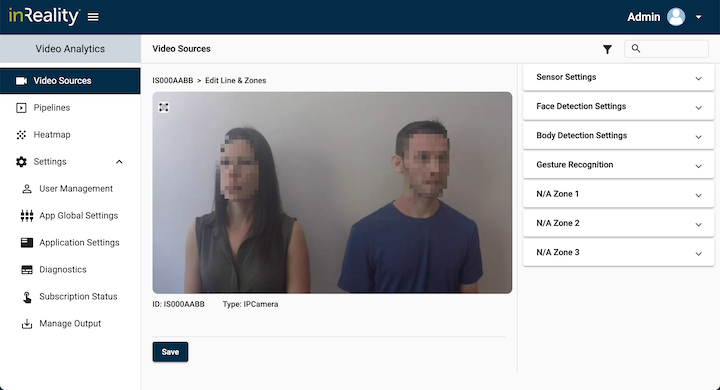 inReality
Admin
Video Analytics
Video Sources
Video Sources
Pipelines
Heatmap
Settings
User Management
App Global Settings
Application Settings
Diagnostics
Subscription Status
Manage Output
IS000AABB > Edit Line & Zones
ID: IS000AABB Type: IPCamera
Save
Sensor Settings
Face Detection Settings
Body Detection Settings
Gesture Recognition
N/A Zone 1
N/A Zone 2
N/A Zone 3